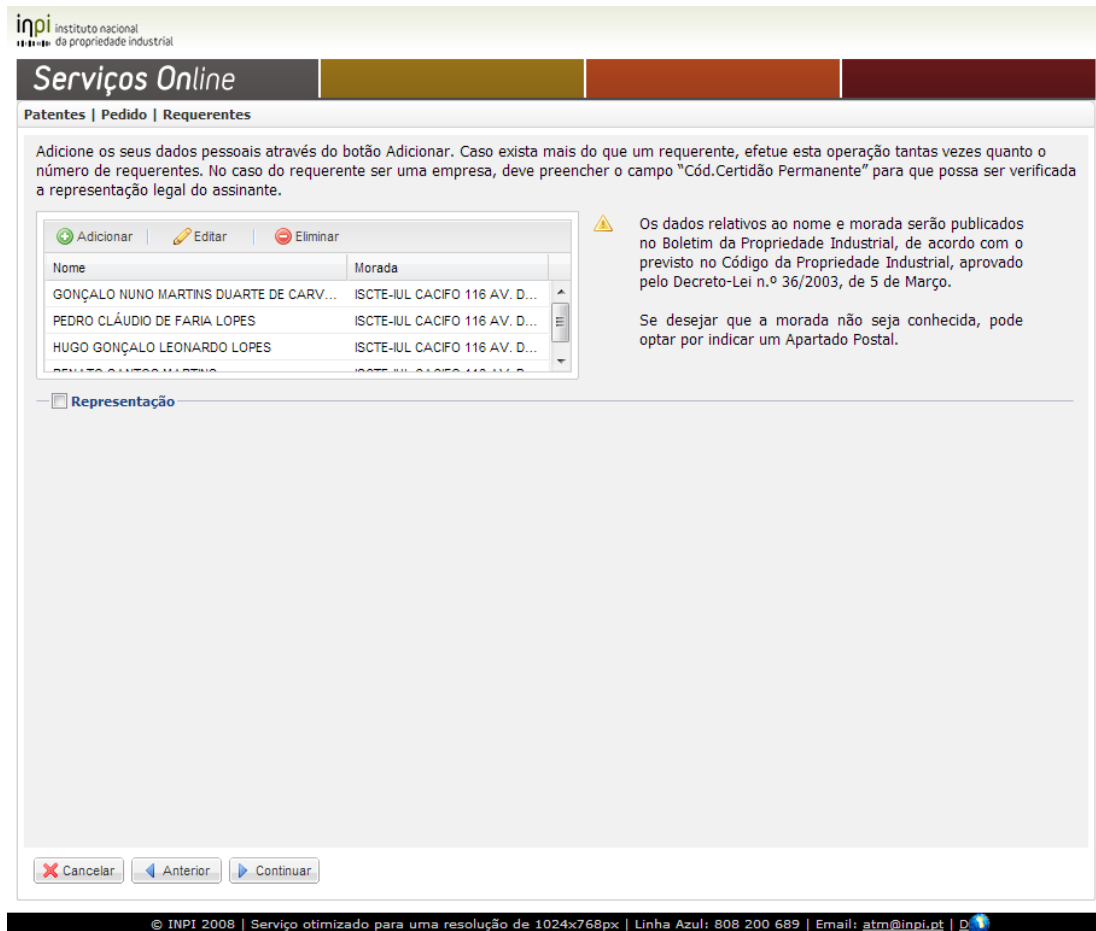 inpi instituto nacional
da propriedade industrial
Serviços Online
Patentes | Pedido | Requerentes
Adicione os seus dados pessoais através do botão Adicionar. Caso exista mais do que um requerente, efetue esta operação tantas vezes quanto o
número de requerentes. No caso do requerente ser uma empresa, deve preencher o campo "Cód.Certidão Permanente" para que possa ser verificada
a representação legal do assinante.
Adicionar | Editar | Eliminar
Nome Morada
GONÇALO NUNO MARTINS DUARTE DE CARV... ISCTE-IUL CACIFO 116 AV. D...
PEDRO CLÁUDIO DE FARIA LOPES ISCTE-IUL CACIFO 116 AV. D...
HUGO GONÇALO LEONARDO LOPES ISCTE-IUL CACIFO 116 AV. D...
RENATO SANTOS MARTINS ISCTE-IUL CACIFO 116 AV. D...
Os dados relativos ao nome e morada serão publicados
no Boletim da Propriedade Industrial, de acordo com o
previsto no Código da Propriedade Industrial, aprovado
pelo Decreto-Lei n.º 36/2003, de 5 de Março.
Se desejar que a morada não seja conhecida, pode
optar por indicar um Apartado Postal.
Representação
Cancelar Anterior Continuar
© INPI 2008 | Serviço otimizado para uma resolução de 1024x768px | Linha Azul: 808 200 689 | Email: atm@inpi.pt | D